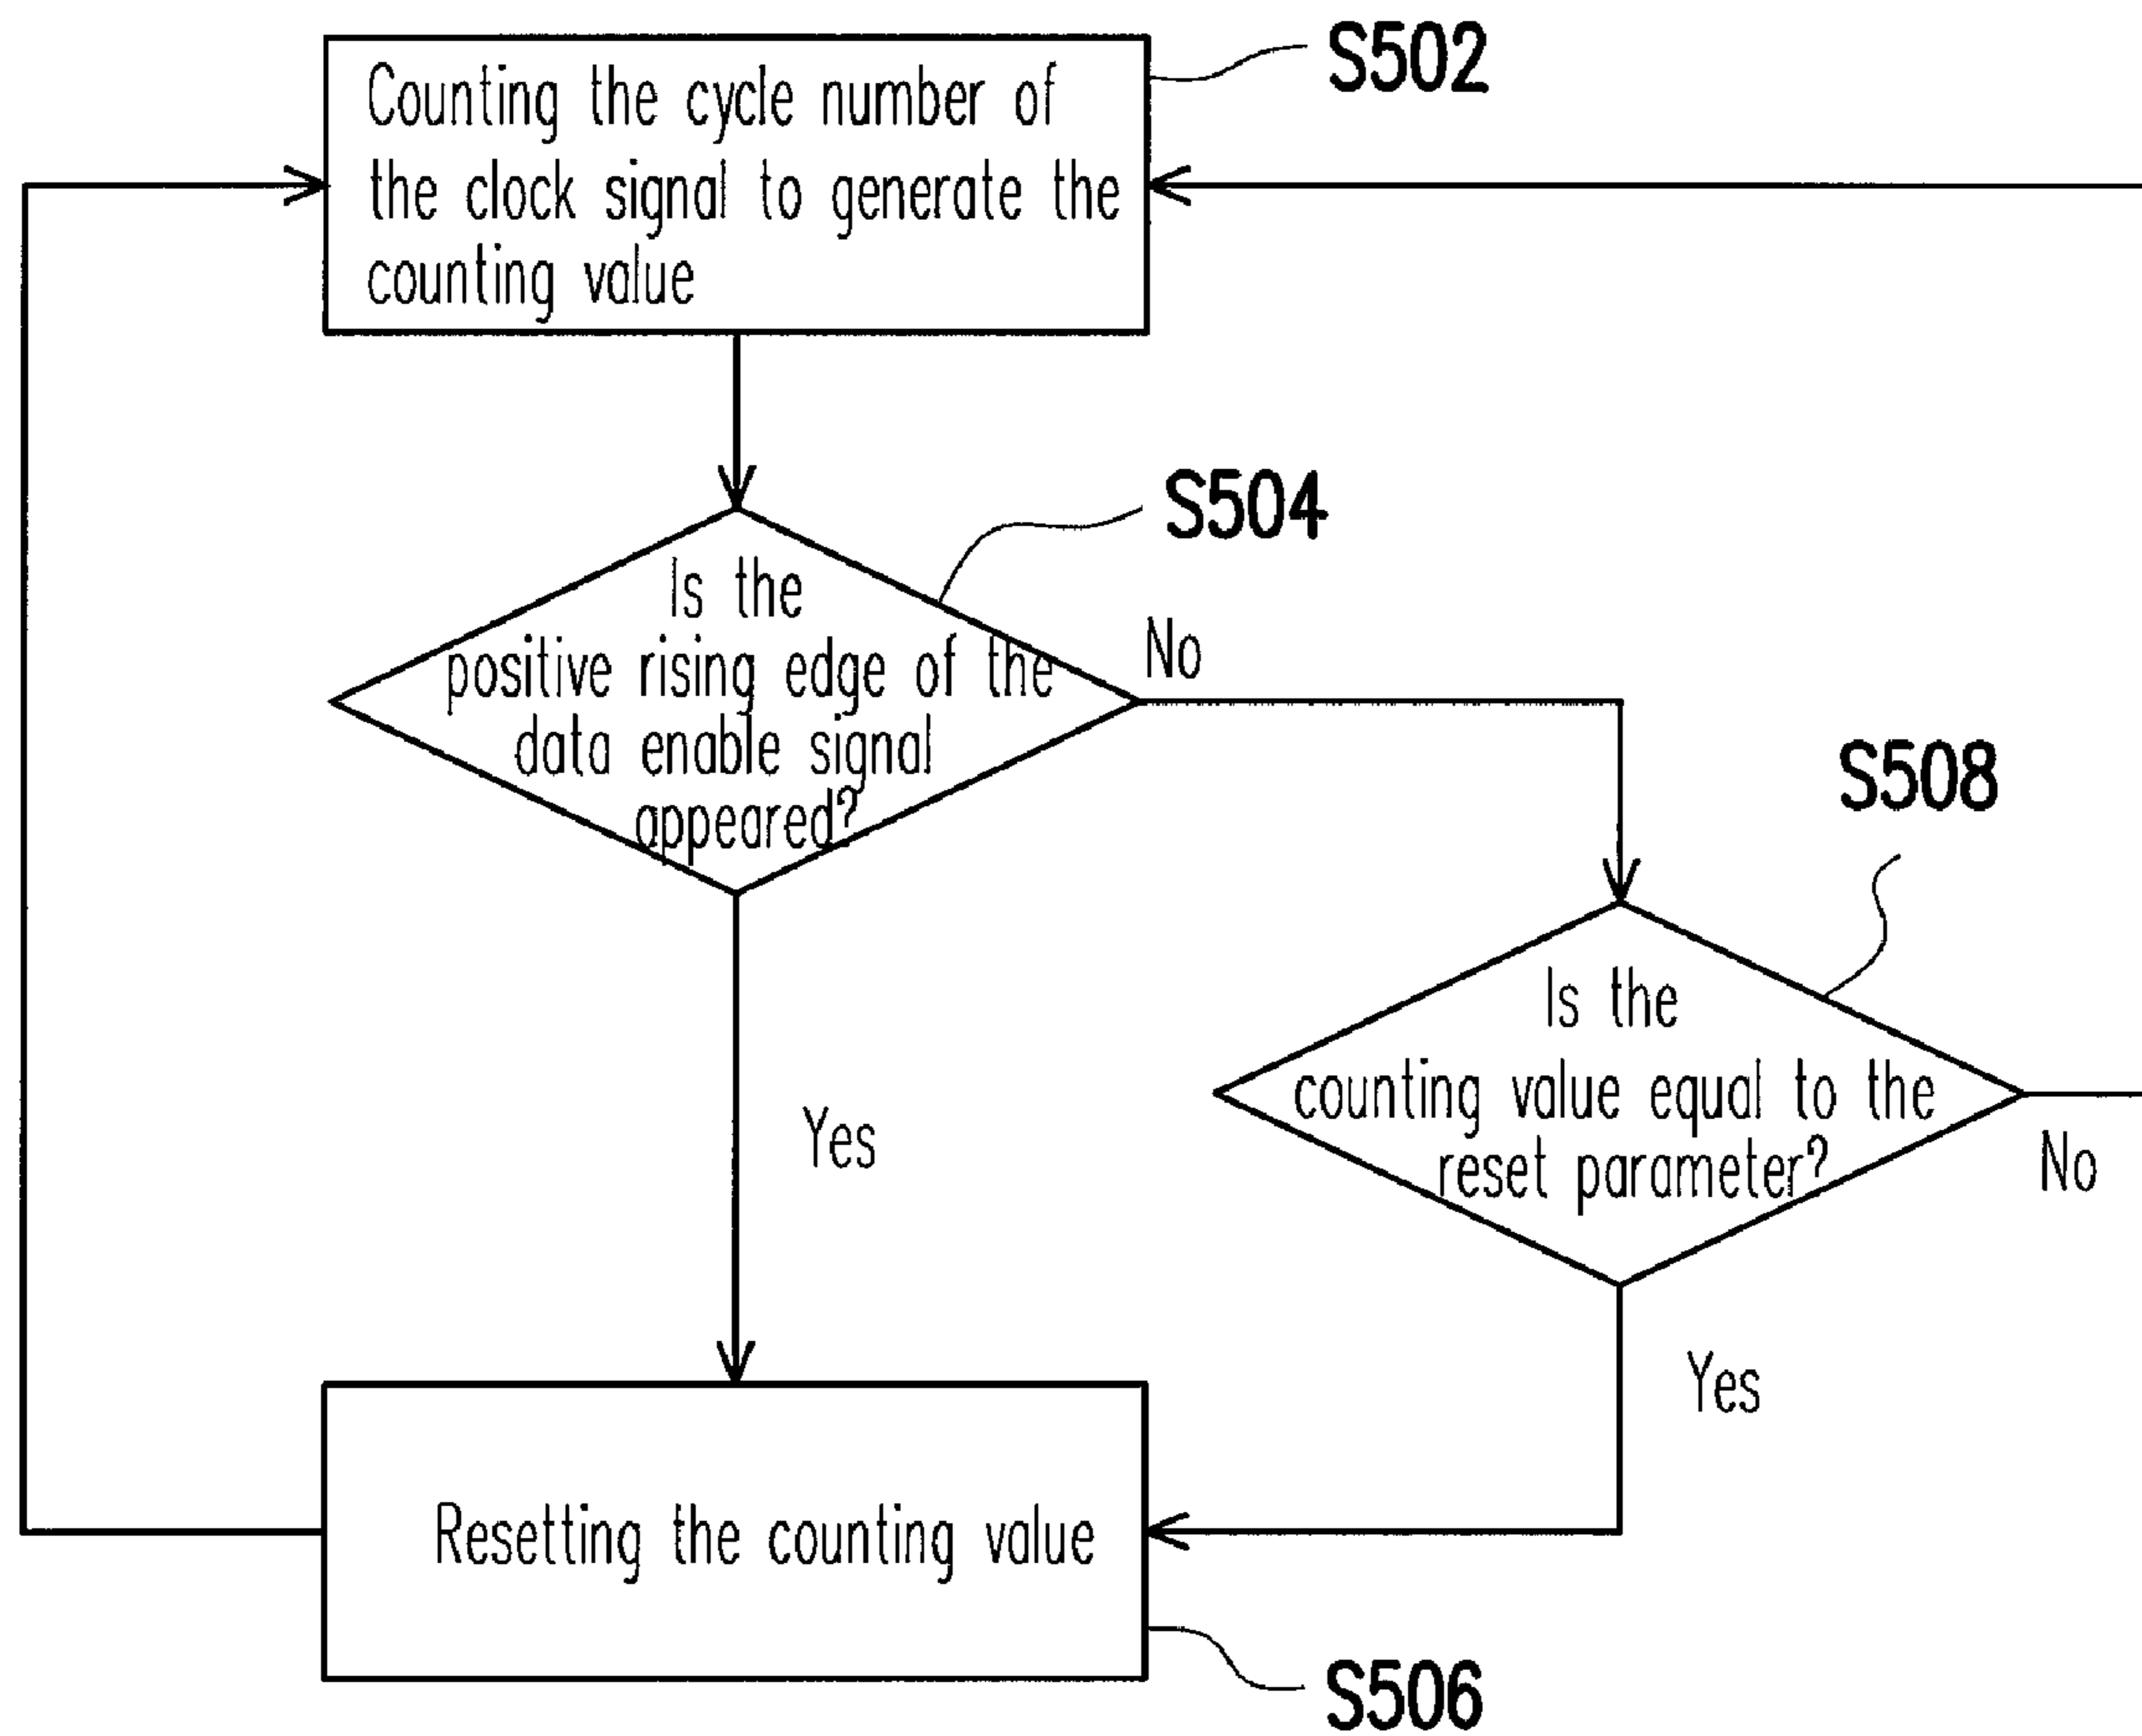 S502
Counting the cycle number of
the clock signal to generate the
counting value
S504
Is the
positive rising edge of the
data enable signal
appeared?
No
S508
Is the
counting value equal to the
reset parameter?
Yes
No
Yes
Resetting the counting value
S506